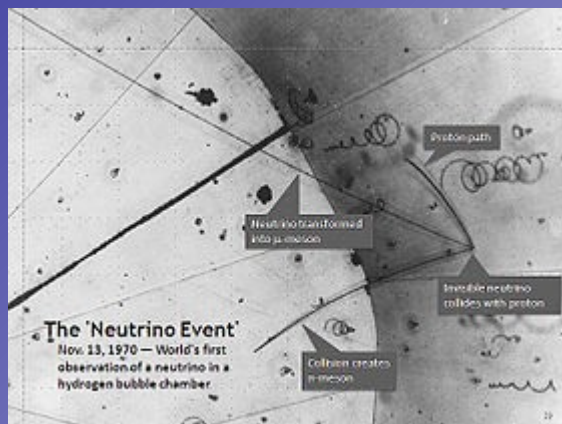 Proton path
Neutrino transformed
into μ-meson
Invisible neutrino
collides with proton
The 'Neutrino Event'
Nov. 13, 1970 — World's first
observation of a neutrino in a
hydrogen bubble chamber
Collision creates
π-meson